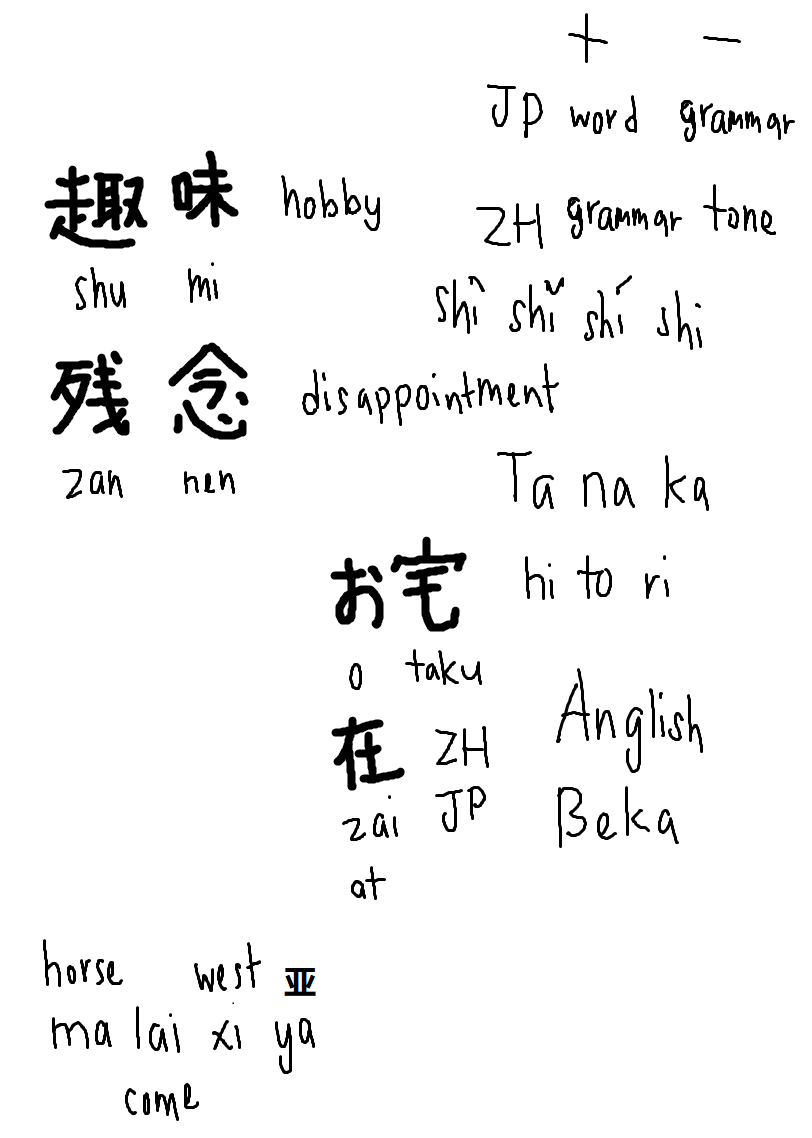 + −
JP word grammar
趣味 hobby
ZH grammar tone
shu mi
shì shǐ shí shi
残念 disappointment
zan nen
Ta na ka
お宅
hi to ri
o taku
Anglish
在 ZH
zai JP
Beka
at
horse west 亚
ma lai xi ya
come